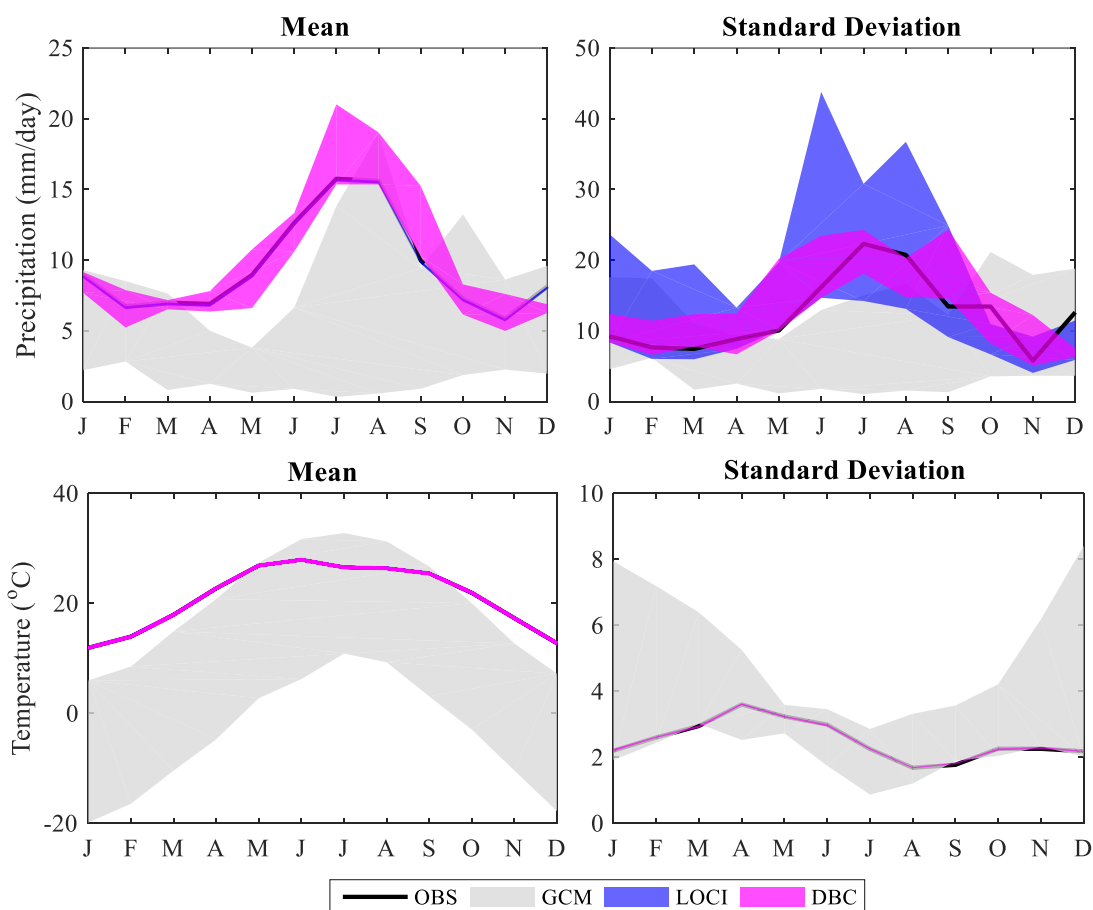 Mean
Standard Deviation
Precipitation (mm/day)
25
20
15
10
5
0
J F M A M J J A S O N D
50
40
30
20
10
0
J F M A M J J A S O N D
Mean
Standard Deviation
Temperature (°C)
40
20
0
-20
J F M A M J J A S O N D
10
8
6
4
2
0
J F M A M J J A S O N D
OBS GCM LOCI DBC